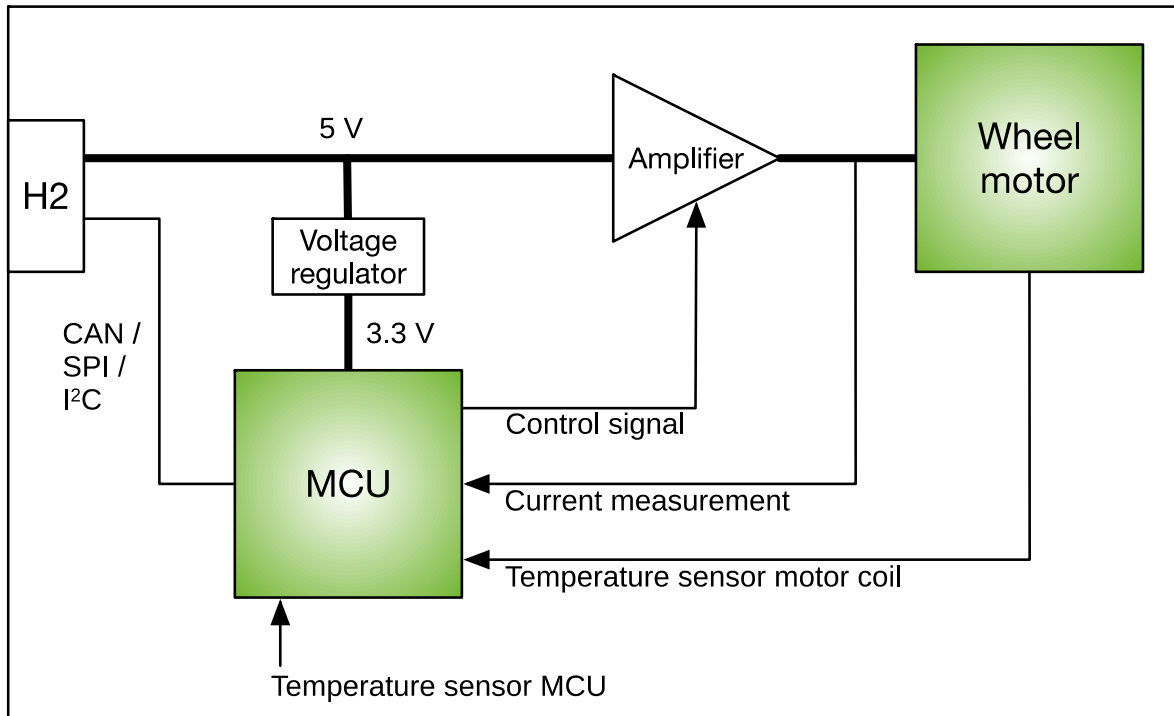 5 V
Wheel
motor
Amplifier
H2
Voltage
regulator
CAN /
SPI /
I²C
3.3 V
Control signal
MCU
Current measurement
Temperature sensor motor coil
Temperature sensor MCU